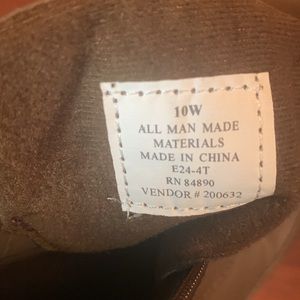 10W
ALL MAN MADE
MATERIALS
MADE IN CHINA
E24-4T
RN 84890
VENDOR # 200632